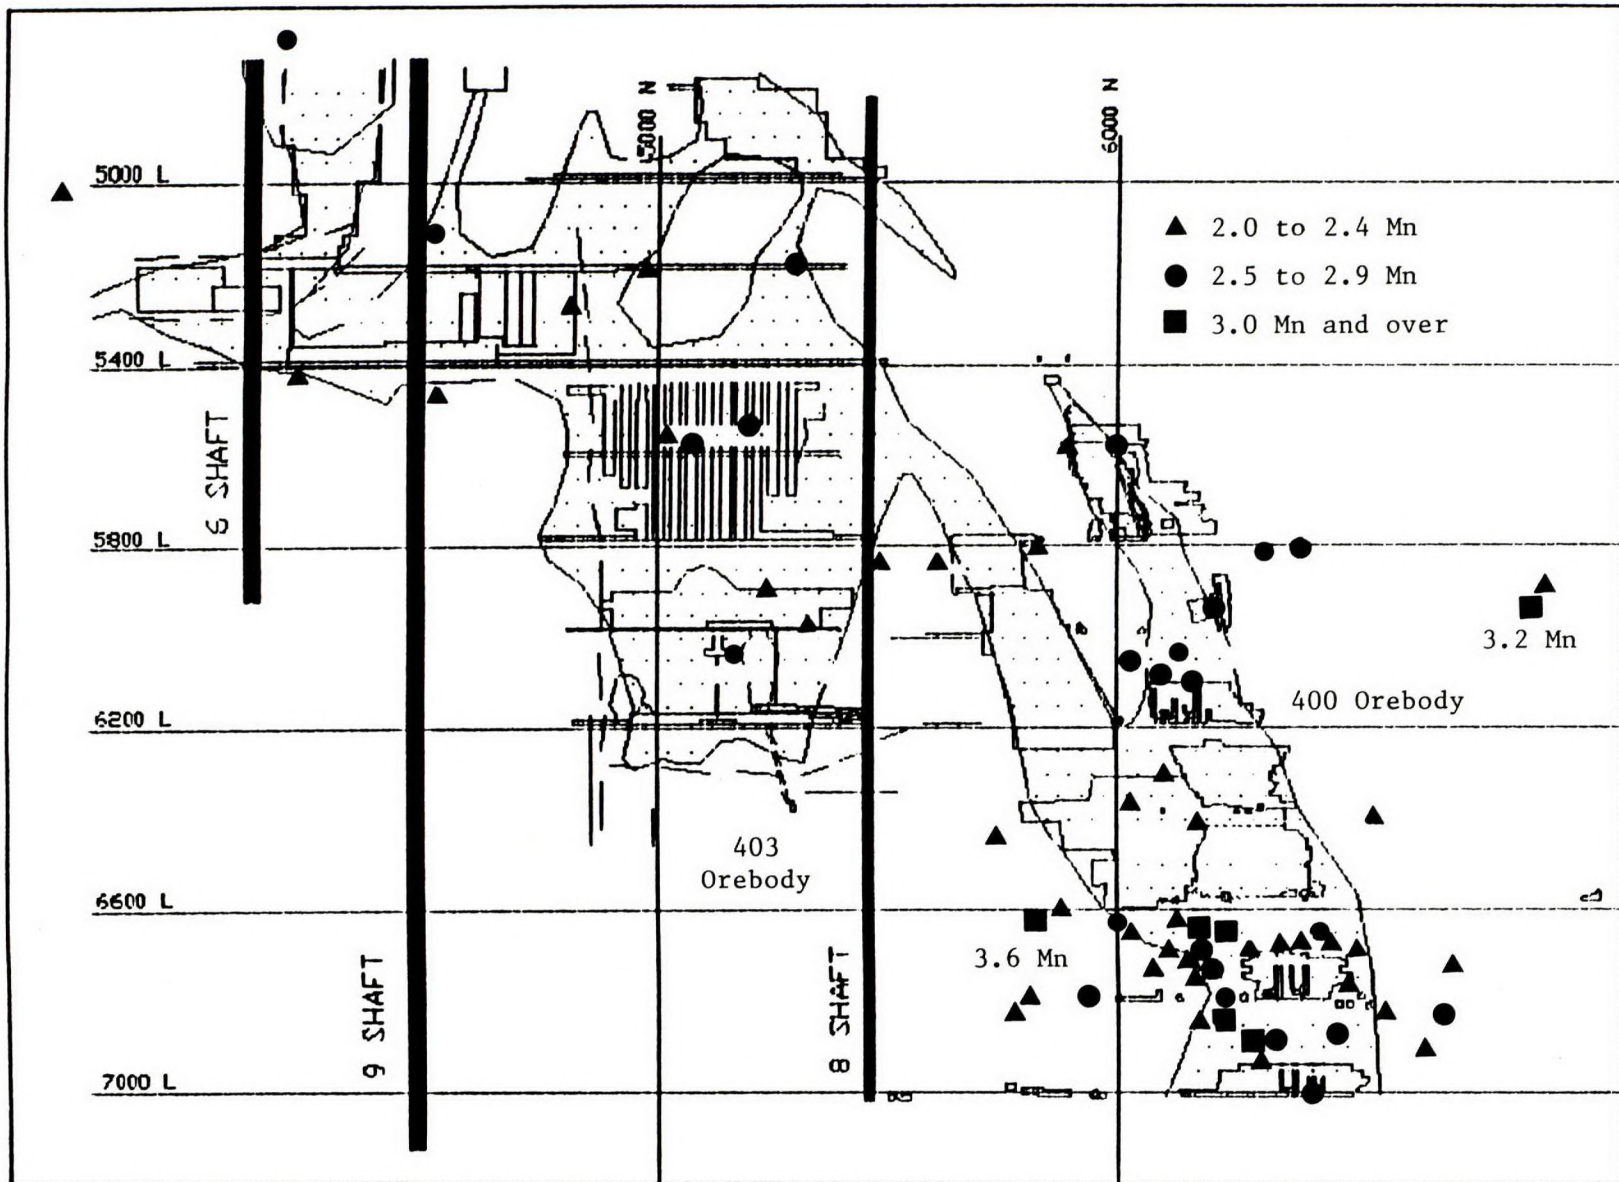 5000 N
6000 N
5000 L
▲ 2.0 to 2.4 Mn
● 2.5 to 2.9 Mn
■ 3.0 Mn and over
5400 L
6 SHAFT
5800 L
3.2 Mn
400 Orebody
6200 L
403
Orebody
6600 L
3.6 Mn
9 SHAFT
8 SHAFT
7000 L